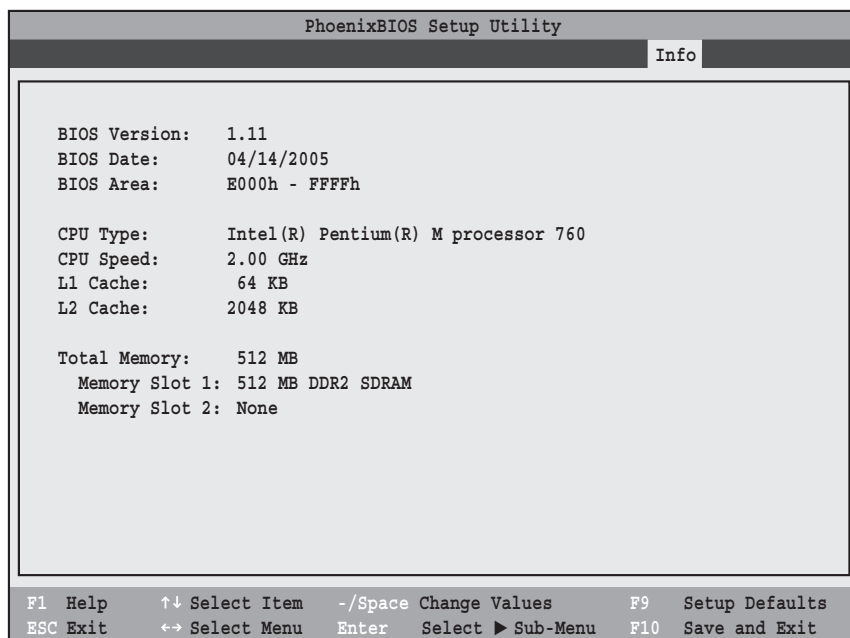 PhoenixBIOS Setup Utility
Info
BIOS Version: 1.11
BIOS Date: 04/14/2005
BIOS Area: E000h - FFFFh
CPU Type: Intel(R) Pentium(R) M processor 760
CPU Speed: 2.00 GHz
L1 Cache: 64 KB
L2 Cache: 2048 KB
Total Memory: 512 MB
Memory Slot 1: 512 MB DDR2 SDRAM
Memory Slot 2: None
F1 Help ↑↓ Select Item -/Space Change Values F9 Setup Defaults
ESC Exit ←→ Select Menu Enter Select ▶ Sub-Menu F10 Save and Exit